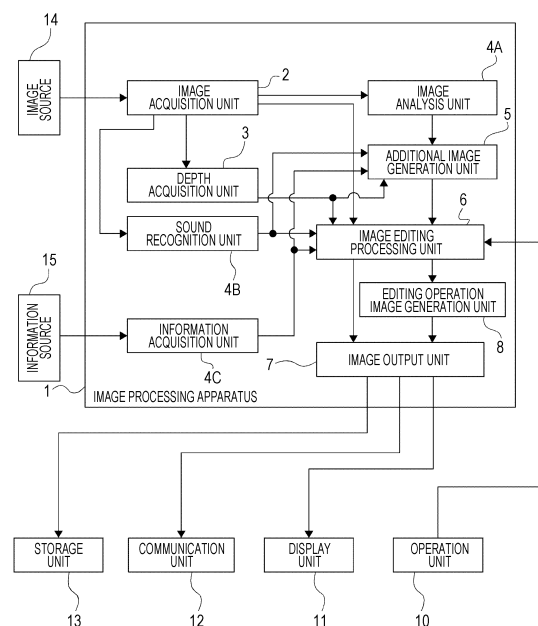 14
IMAGE
SOURCE
2
IMAGE
ACQUISITION UNIT
4A
IMAGE
ANALYSIS UNIT
3
DEPTH
ACQUISITION UNIT
5
ADDITIONAL IMAGE
GENERATION UNIT
SOUND
RECOGNITION UNIT
4B
6
IMAGE EDITING
PROCESSING UNIT
15
INFORMATION
SOURCE
INFORMATION
ACQUISITION UNIT
4C
EDITING OPERATION
IMAGE GENERATION UNIT
8
7
IMAGE OUTPUT UNIT
1
IMAGE PROCESSING APPARATUS
STORAGE
UNIT
13
COMMUNICATION
UNIT
12
DISPLAY
UNIT
11
OPERATION
UNIT
10